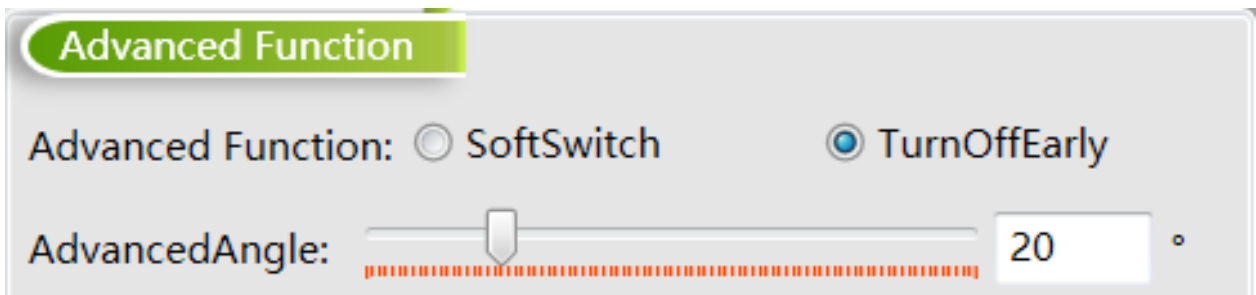 Advanced Function
Advanced Function: SoftSwitch TurnOffEarly
AdvancedAngle: 20 °